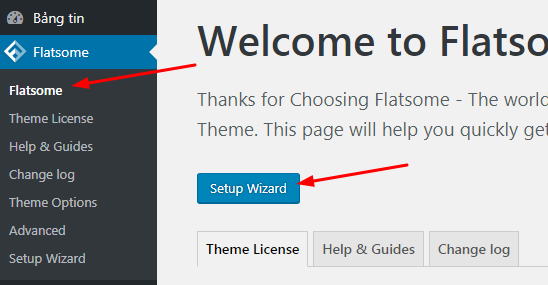 Bảng tin
Flatsome
Flatsome
Theme License
Help & Guides
Change log
Theme Options
Advanced
Setup Wizard
Welcome to Flatso
Thanks for Choosing Flatsome - The world
Theme. This page will help you quickly get
Setup Wizard
Theme License Help & Guides Change log